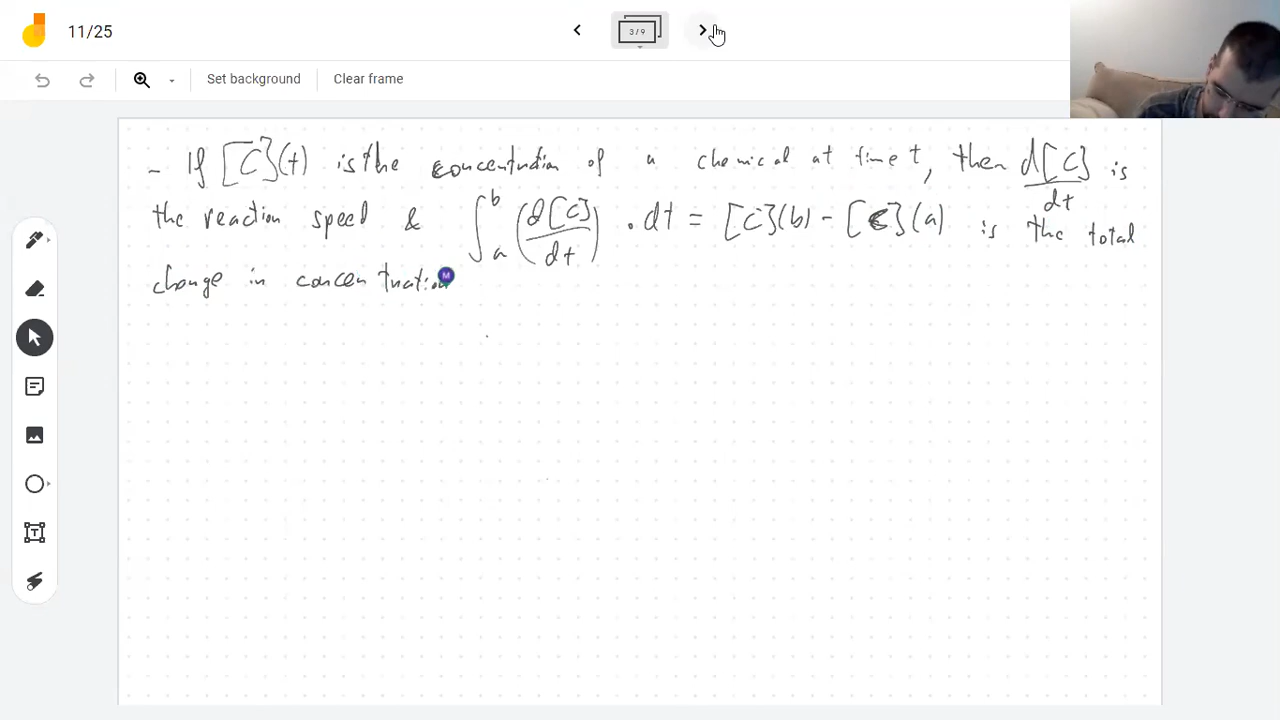 11/25
3/9
Set background
Clear frame
- If [C](t) is the concentration of a chemical at time t, then d[C]/dt is
the reaction speed & ∫_a^b (d[C]/dt) · dt = [C](b) - [C](a) is the total
change in concentration
M